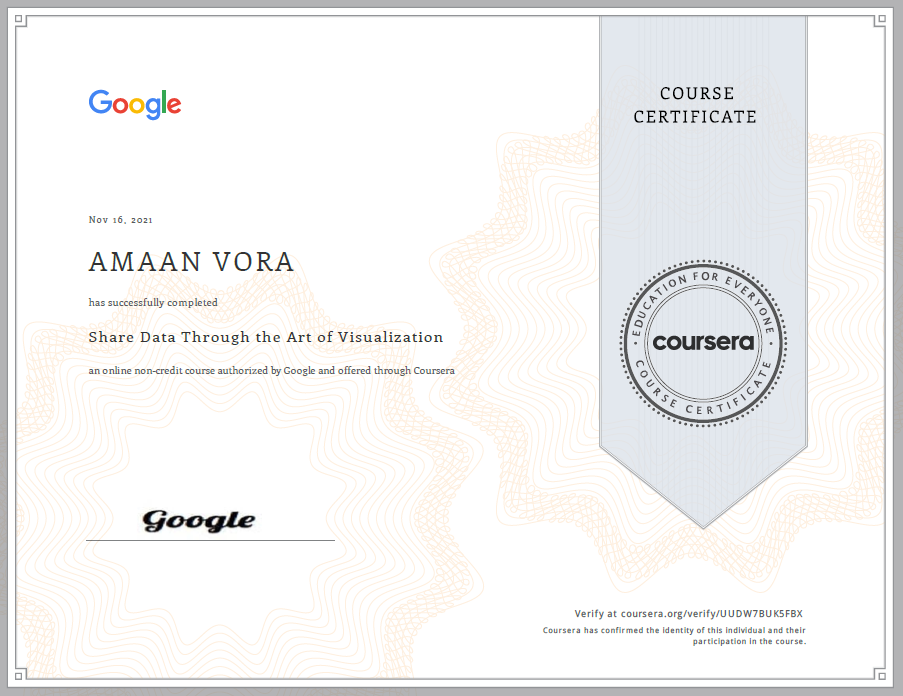 Google
COURSE
CERTIFICATE
Nov 16, 2021
AMAAN VORA
has successfully completed
Share Data Through the Art of Visualization
an online non-credit course authorized by Google and offered through Coursera
EDUCATION FOR EVERYONE
coursera
COURSE CERTIFICATE
Google
Verify at coursera.org/verify/UUDW7BUK5FBX
Coursera has confirmed the identity of this individual and their
participation in the course.